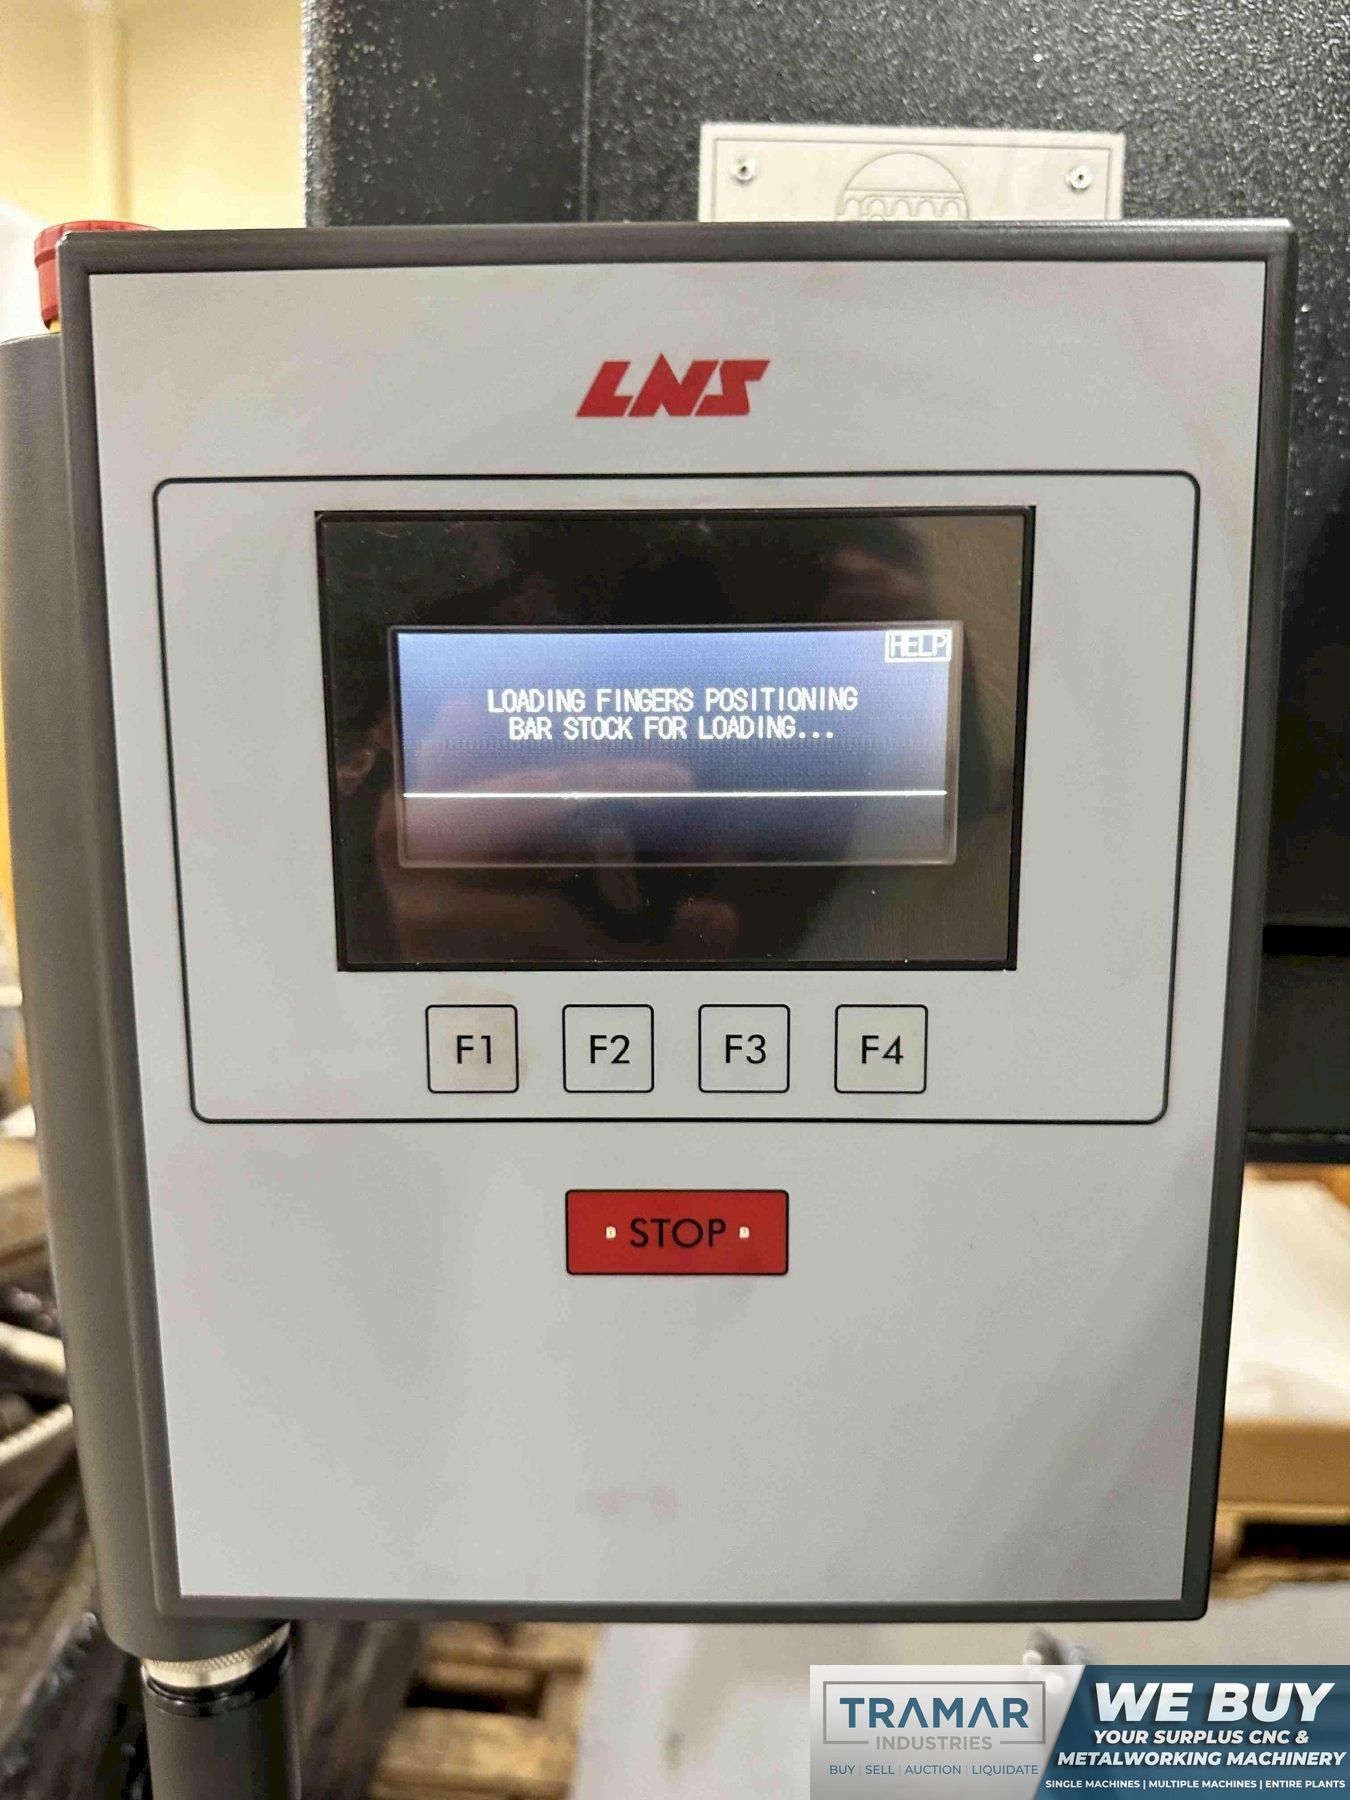 LNS
HELP
LOADING FINGERS POSITIONING
BAR STOCK FOR LOADING...
F1 F2 F3 F4
STOP
TRAMAR
INDUSTRIES
BUY | SELL | AUCTION | LIQUIDATE
WE BUY
YOUR SURPLUS CNC &
METALWORKING MACHINERY
SINGLE MACHINES | MULTIPLE MACHINES | ENTIRE PLANTS